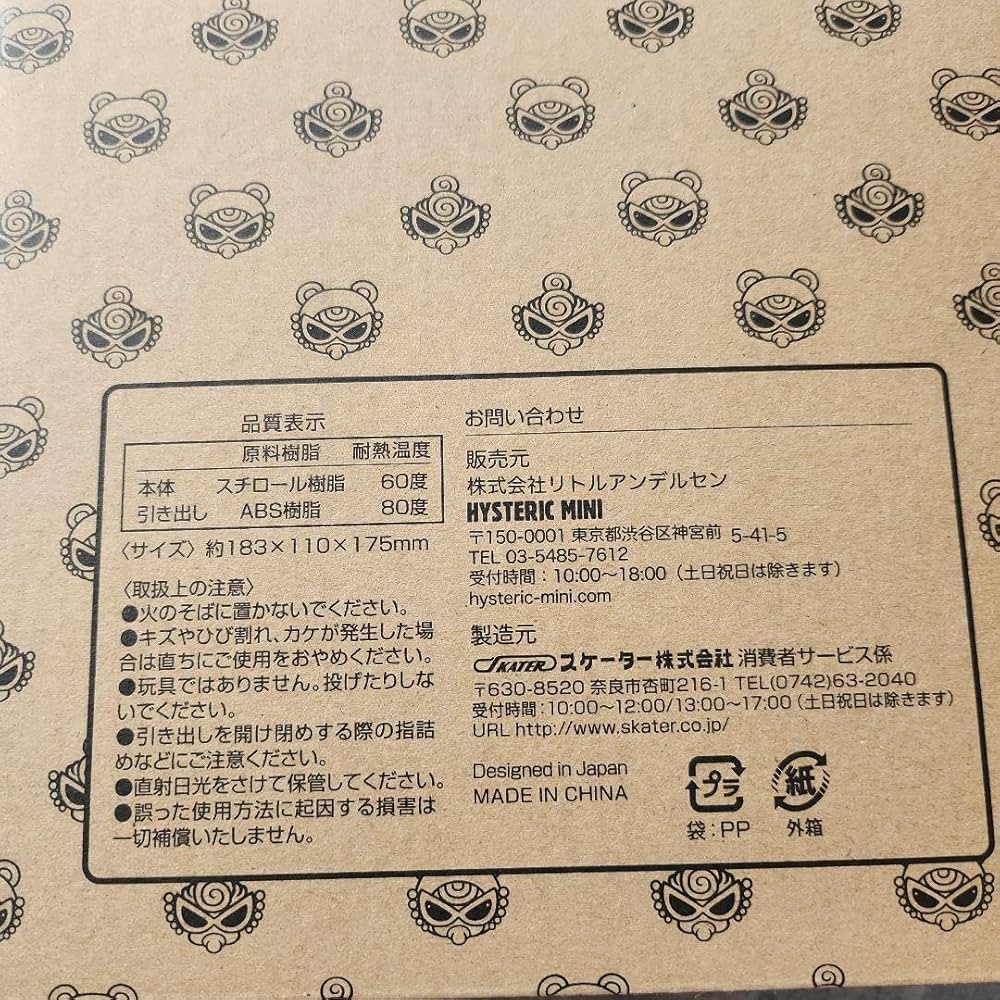 品質表示
原料樹脂 耐熱温度
本体 スチロール樹脂 60度
引き出し ABS樹脂 80度
〈サイズ〉約183×110×175mm
〈取扱上の注意〉
●火のそばに置かないでください。
●キズやひび割れ、カケが発生した場
合は直ちにご使用をおやめください。
●玩具ではありません。投げたりしな
いでください。
●引き出しを開け閉めする際の指詰
めなどにご注意ください。
●直射日光をさけて保管してください。
●誤った使用方法に起因する損害は
一切補償いたしません。
お問い合わせ
販売元
株式会社リトルアンデルセン
HYSTERIC MINI
〒150-0001 東京都渋谷区神宮前 5-41-5
TEL 03-5485-7612
受付時間：10:00～18:00（土日祝日は除きます）
hysteric-mini.com
製造元
SKATER スケーター株式会社 消費者サービス係
〒630-8520 奈良市杏町216-1 TEL(0742)63-2040
受付時間：10:00～12:00/13:00～17:00（土日祝日は除きます）
URL http://www.skater.co.jp/
Designed in Japan
MADE IN CHINA
プラ
袋：PP
紙
外箱